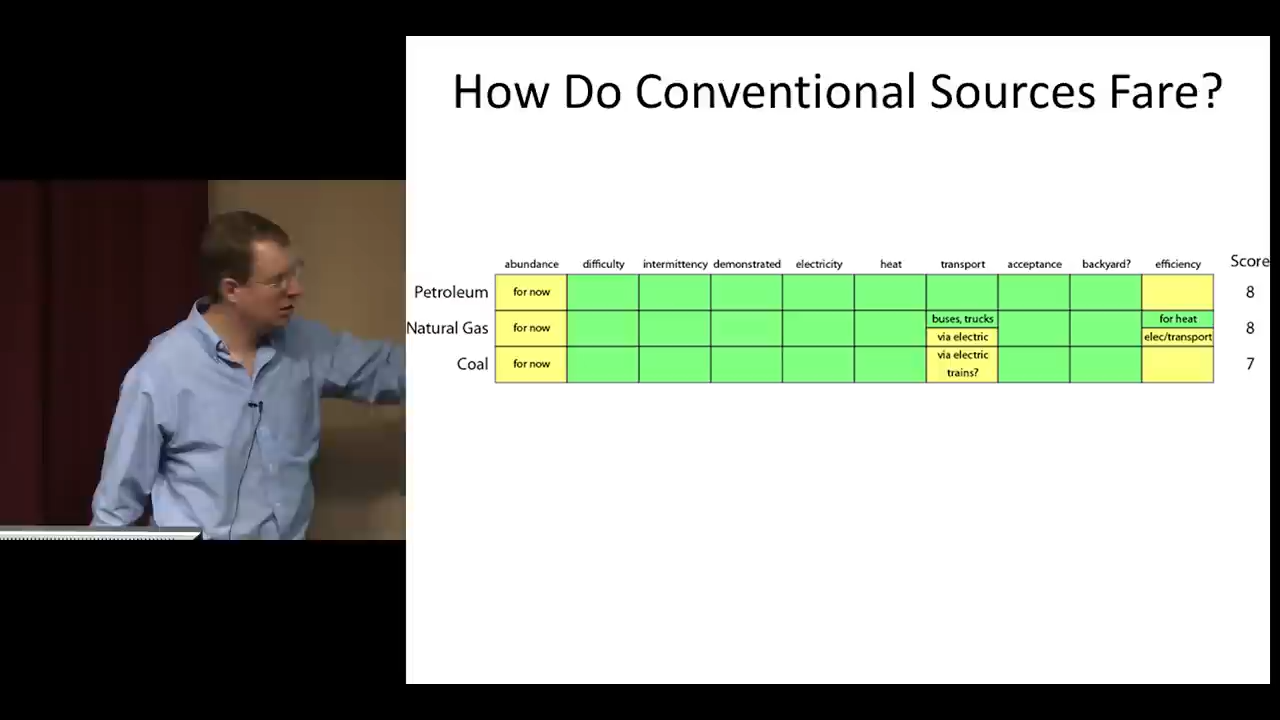 How Do Conventional Sources Fare?
abundance difficulty intermittency demonstrated electricity heat transport acceptance backyard? efficiency Score
Petroleum for now 8
Natural Gas for now buses, trucks via electric for heat elec/transport 8
Coal for now via electric trains? 7